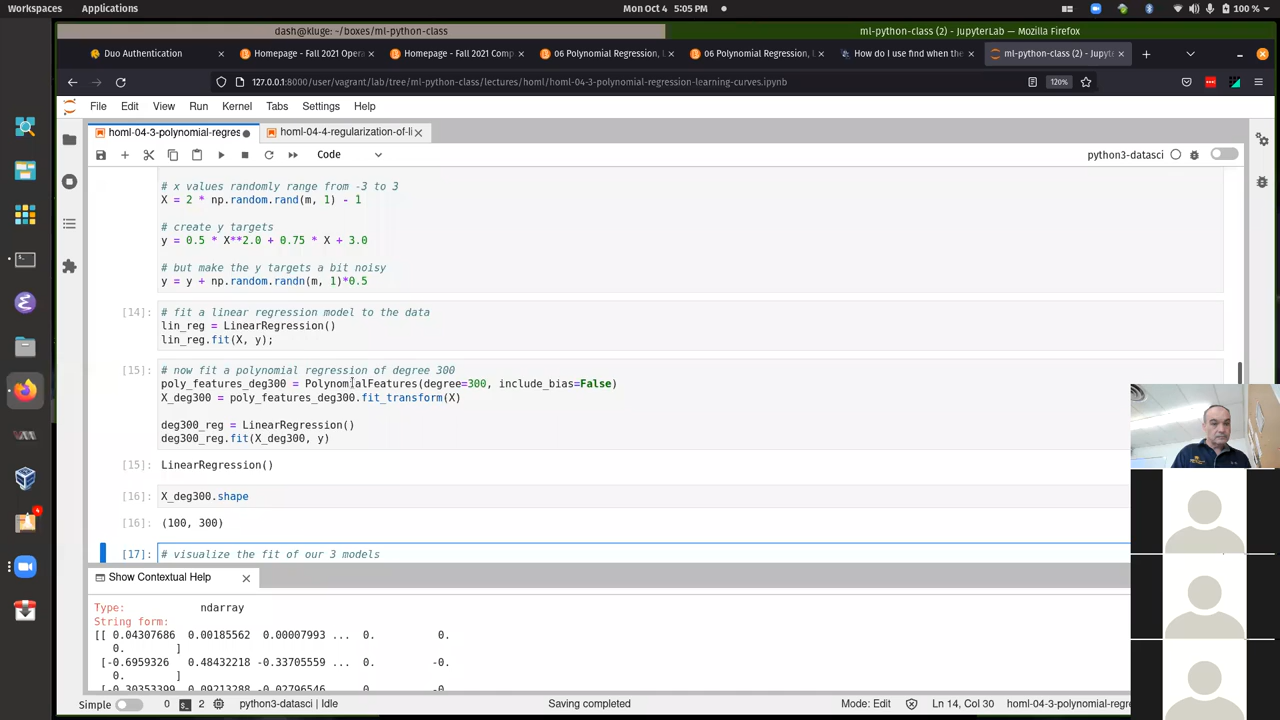 Workspaces Applications Mon Oct 4 5:05 PM 100 %
dash@kluge: ~/boxes/ml-python-class ml-python-class (2) - JupyterLab — Mozilla Firefox
Duo Authentication Homepage - Fall 2021 Oper Homepage - Fall 2021 Comp 06 Polynomial Regression, L 06 Polynomial Regression, L How do I use find when the ml-python-class (2) - Jupyte
127.0.0.1:8000/user/vagrant/lab/tree/ml-python-class/lectures/homl/homl-04-3-polynomial-regression-learning-curves.ipynb 120%
File Edit View Run Kernel Tabs Settings Help
homl-04-3-polynomial-regres homl-04-4-regularization-of-li
Code python3-datasci
# x values randomly range from -3 to 3
X = 2 * np.random.rand(m, 1) - 1
# create y targets
y = 0.5 * X**2.0 + 0.75 * X + 3.0
# but make the y targets a bit noisy
y = y + np.random.randn(m, 1)*0.5
[14]: # fit a linear regression model to the data
lin_reg = LinearRegression()
lin_reg.fit(X, y);
[15]: # now fit a polynomial regression of degree 300
poly_features_deg300 = PolynomialFeatures(degree=300, include_bias=False)
X_deg300 = poly_features_deg300.fit_transform(X)
deg300_reg = LinearRegression()
deg300_reg.fit(X_deg300, y)
[15]: LinearRegression()
[16]: X_deg300.shape
[16]: (100, 300)
[17]: # visualize the fit of our 3 models
Show Contextual Help
Type: ndarray
String form:
[[ 0.04307686 0.00185562 0.00007993 ... 0. 0.
0. ]
[-0.6959326 0.48432218 -0.33705559 ... 0. -0.
0. ]
[-0.30353399 0.09213288 -0.02796546 ... 0. -0.
Simple 0 2 python3-datasci | Idle Saving completed Mode: Edit Ln 14, Col 30 homl-04-3-polynomial-regre